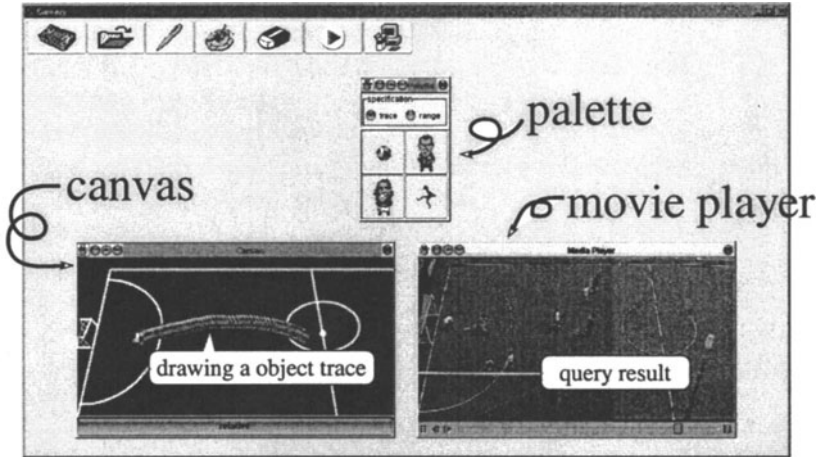 specification
trace range
palette
canvas
movie player
Canvas
Media Player
drawing a object trace
query result